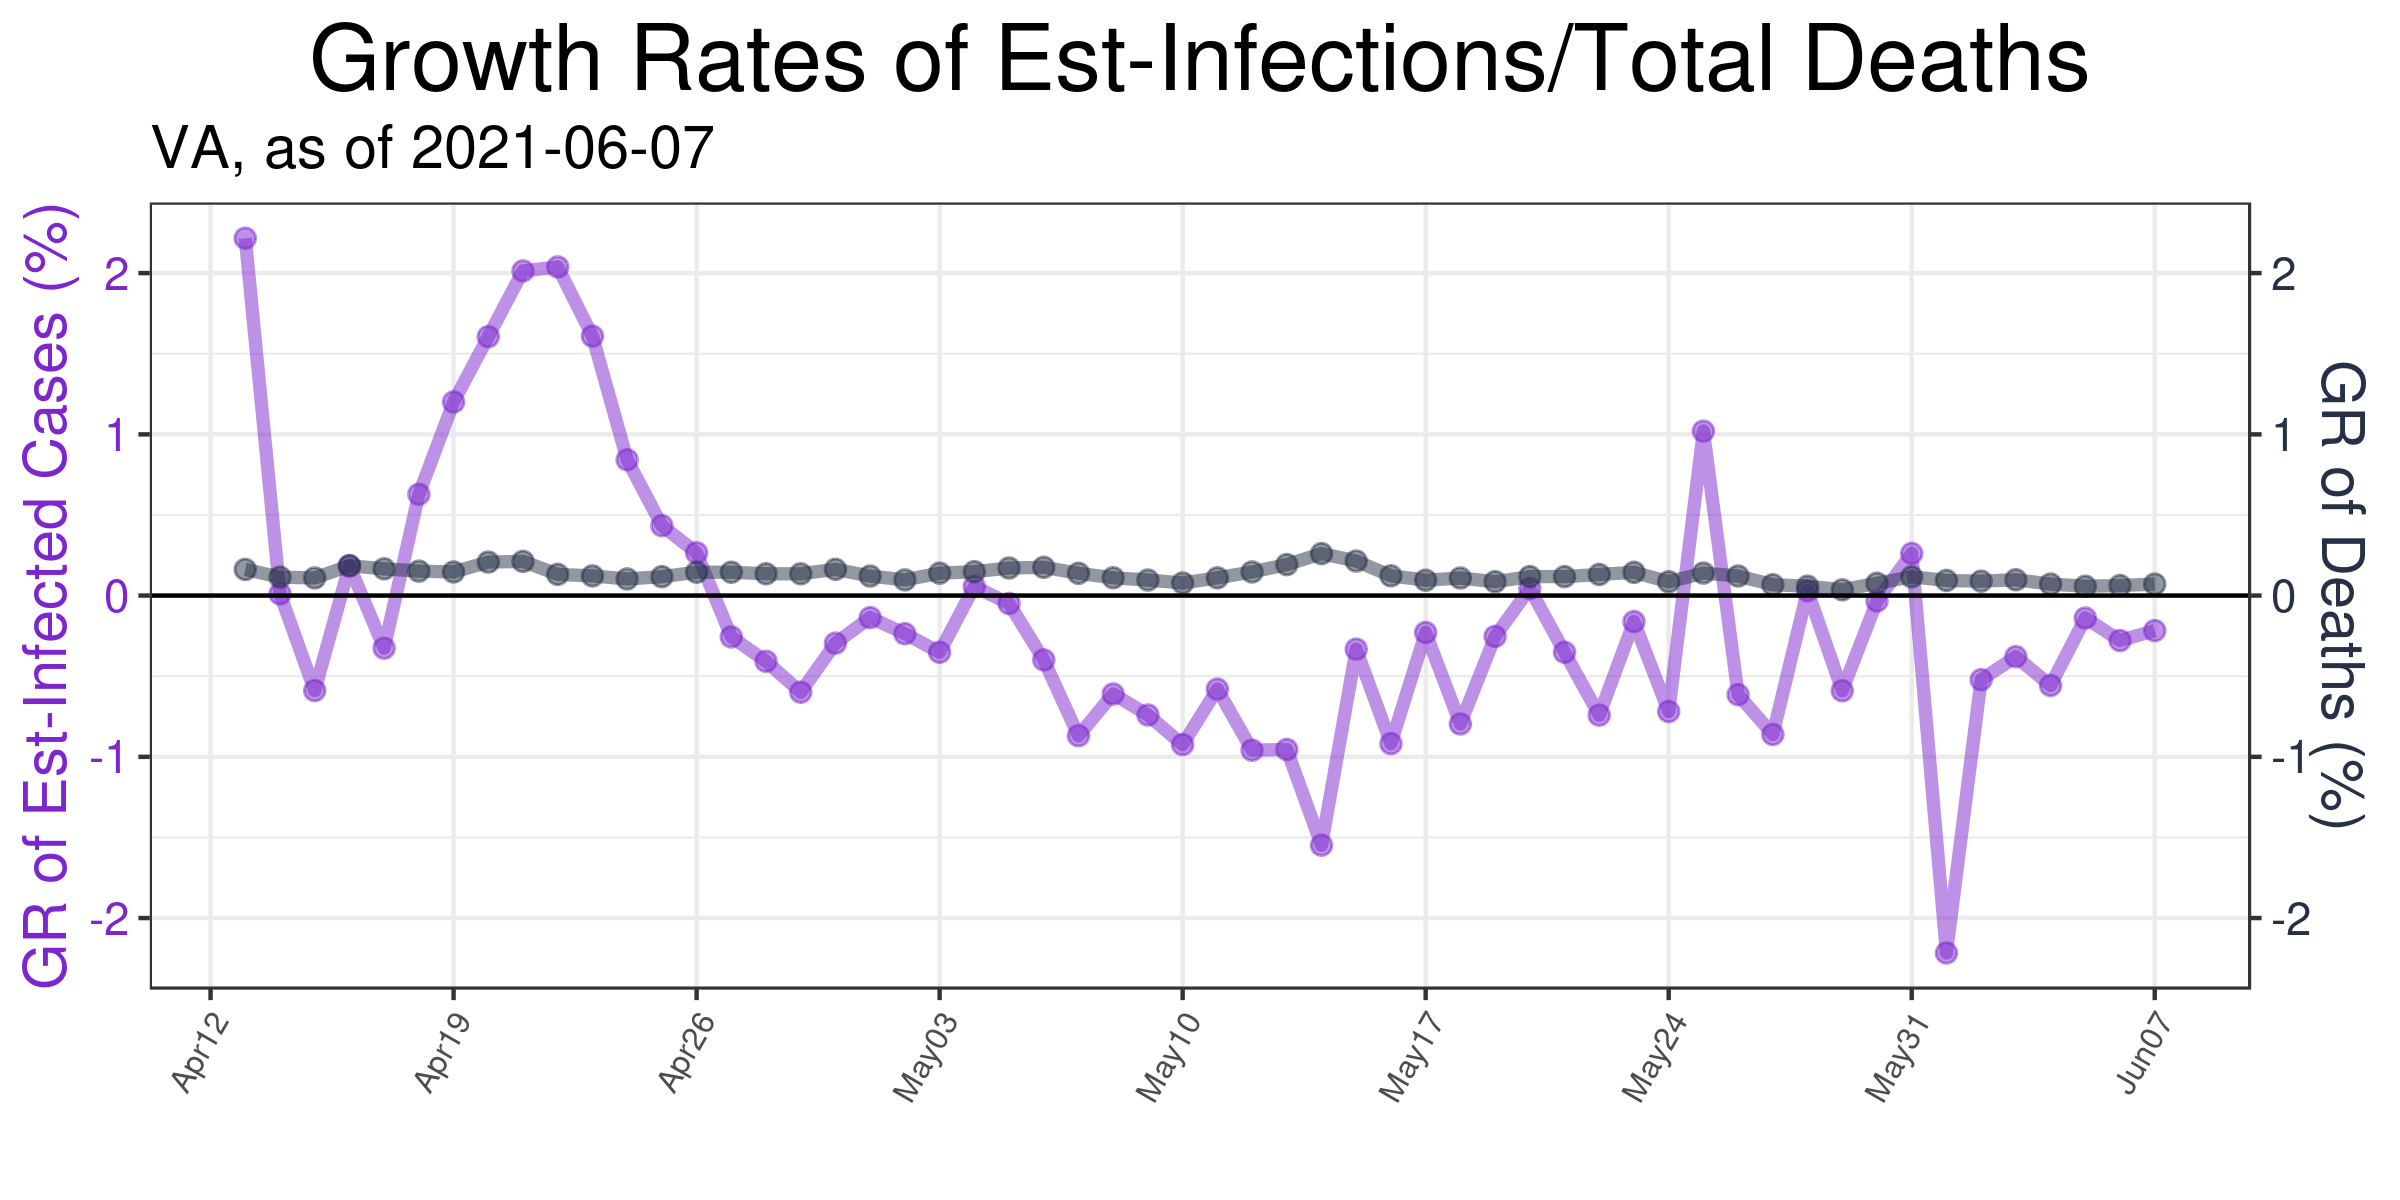 Growth Rates of Est-Infections/Total Deaths
VA, as of 2021-06-07
GR of Est-Infected Cases (%)
2
1
0
-1
-2
2
1
0
-1
-2
GR of Deaths (%)
Apr12
Apr19
Apr26
May03
May10
May17
May24
May31
Jun07